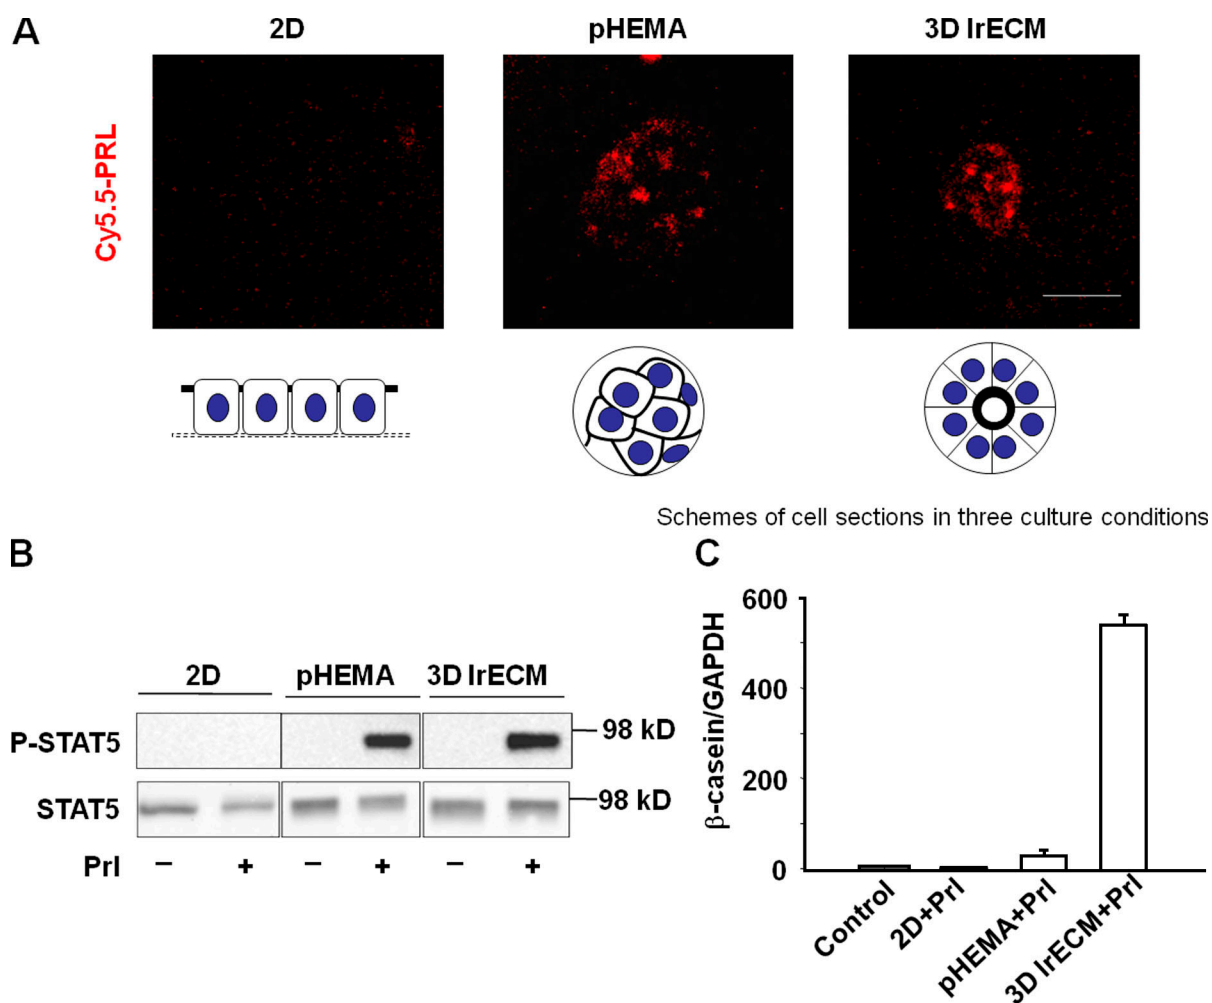 A
2D
pHEMA
3D lrECM
Cy5.5-PRL
Schemes of cell sections in three culture conditions
B
2D
pHEMA
3D lrECM
P-STAT5
98 kD
STAT5
98 kD
Prl
– + – + – +
C
β-casein/GAPDH
600
400
200
0
Control
2D+Prl
pHEMA+Prl
3D lrECM+Prl